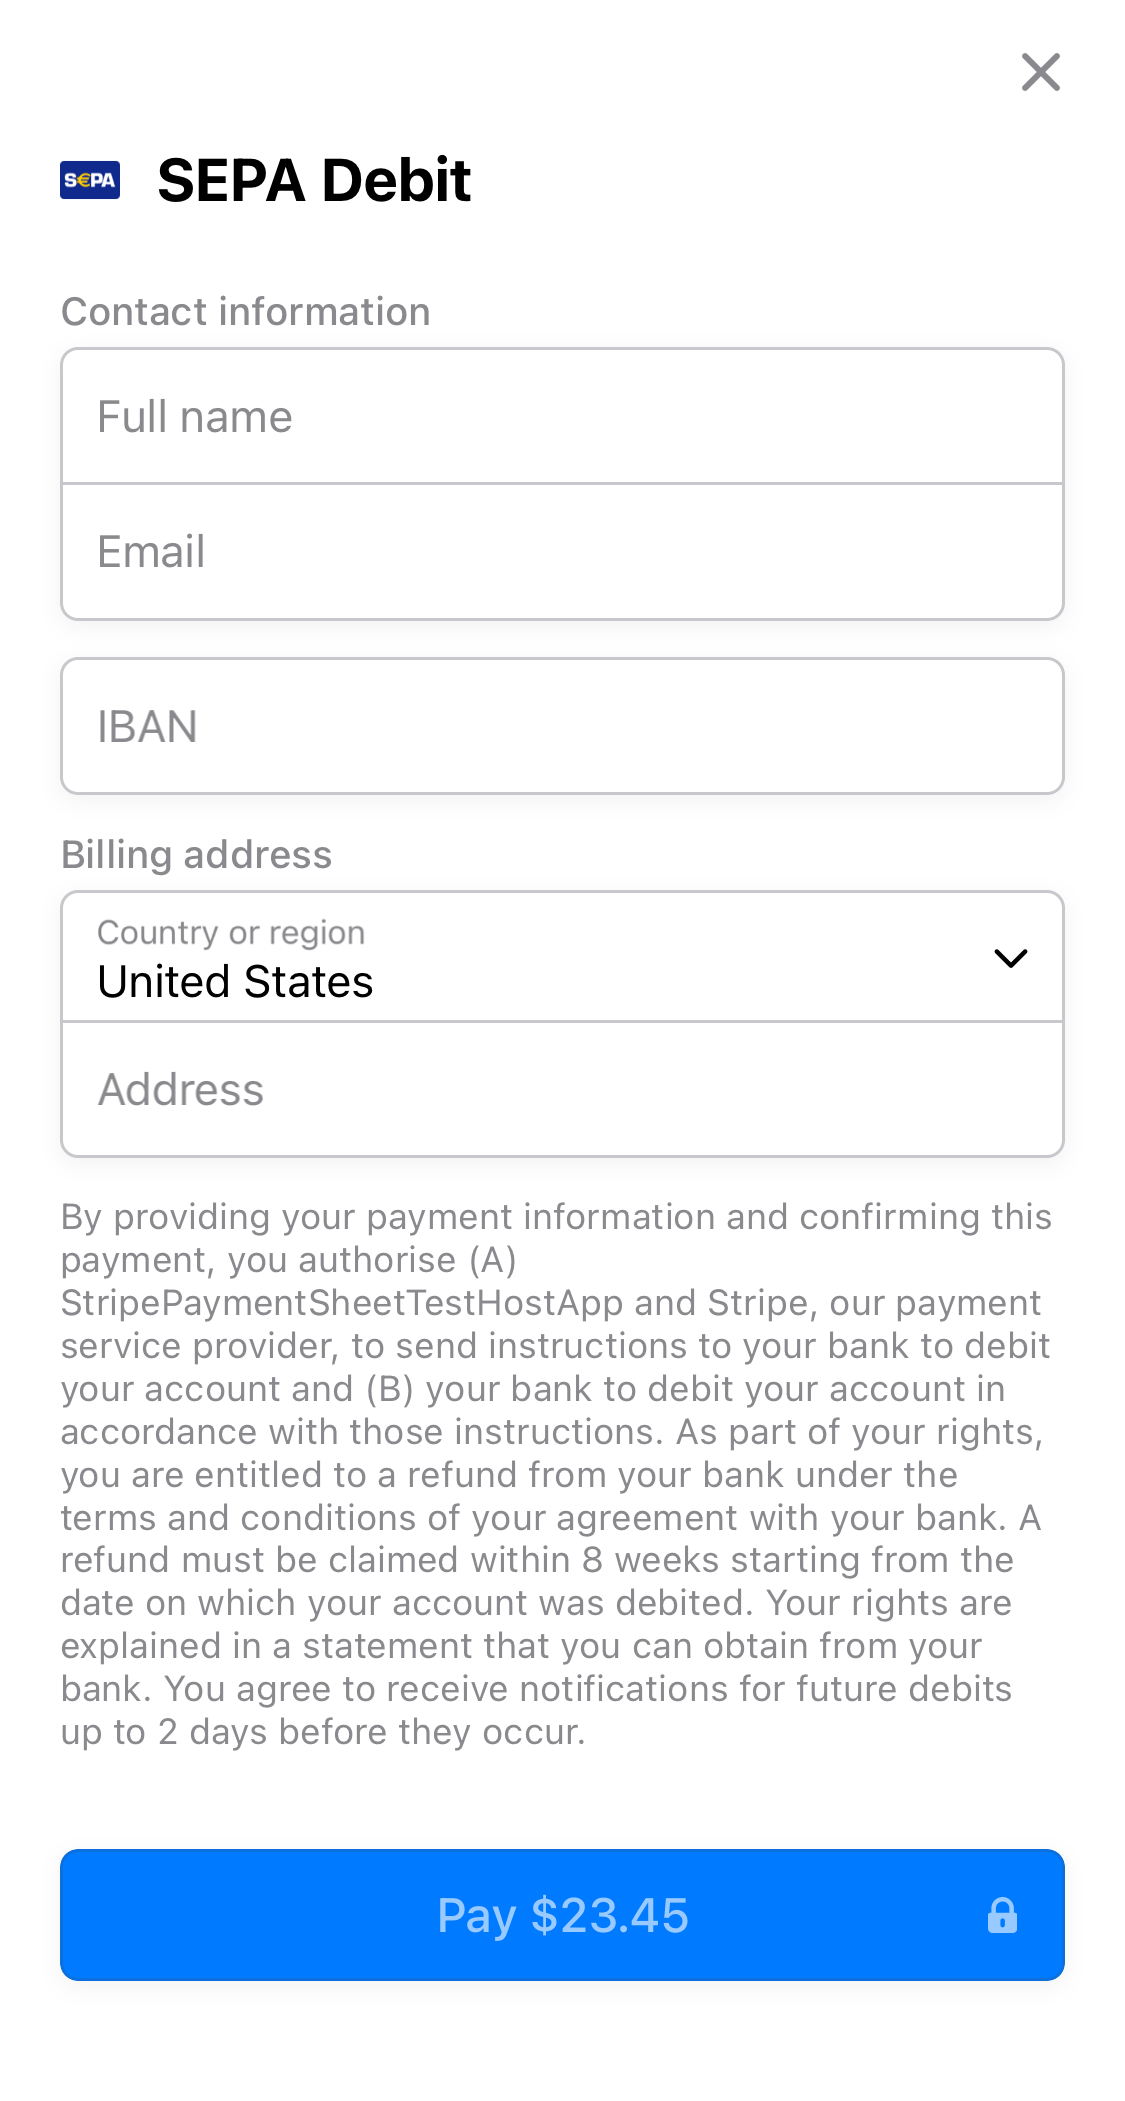 S€PA SEPA Debit
Contact information
Full name
Email
IBAN
Billing address
Country or region
United States
Address
By providing your payment information and confirming this
payment, you authorise (A)
StripePaymentSheetTestHostApp and Stripe, our payment
service provider, to send instructions to your bank to debit
your account and (B) your bank to debit your account in
accordance with those instructions. As part of your rights,
you are entitled to a refund from your bank under the
terms and conditions of your agreement with your bank. A
refund must be claimed within 8 weeks starting from the
date on which your account was debited. Your rights are
explained in a statement that you can obtain from your
bank. You agree to receive notifications for future debits
up to 2 days before they occur.
Pay $23.45